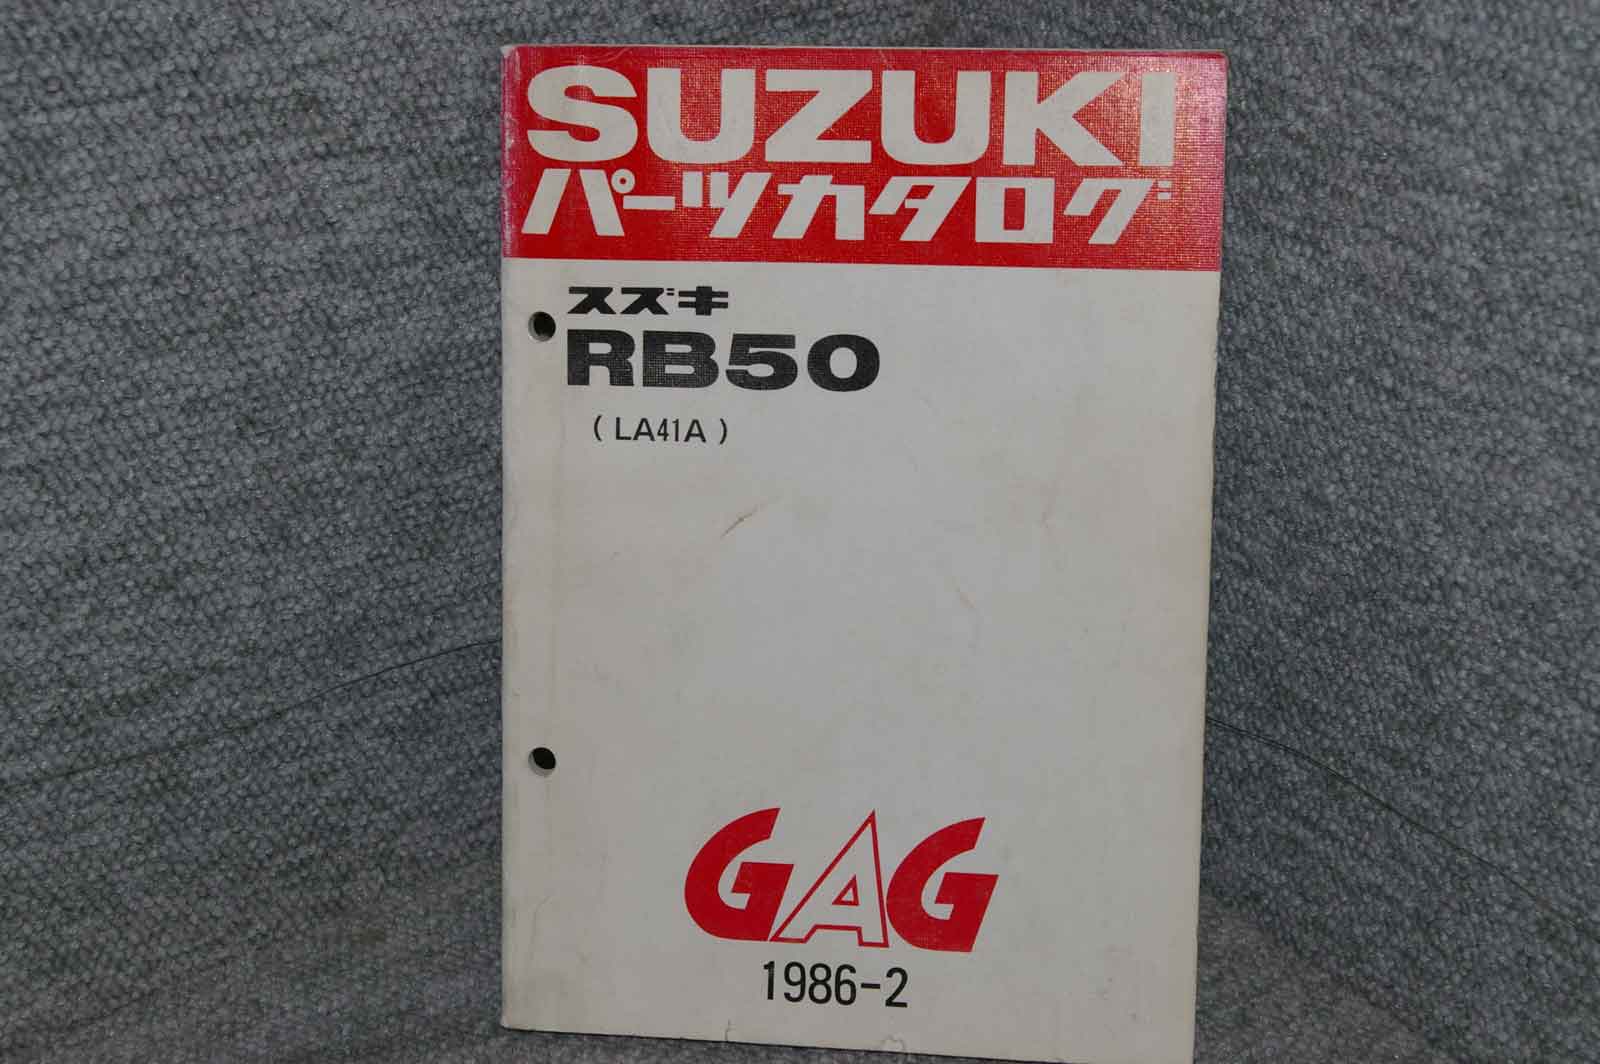 SUZUKI
パーツカタログ
スズキ
RB50
( LA41A )
GAG
1986-2